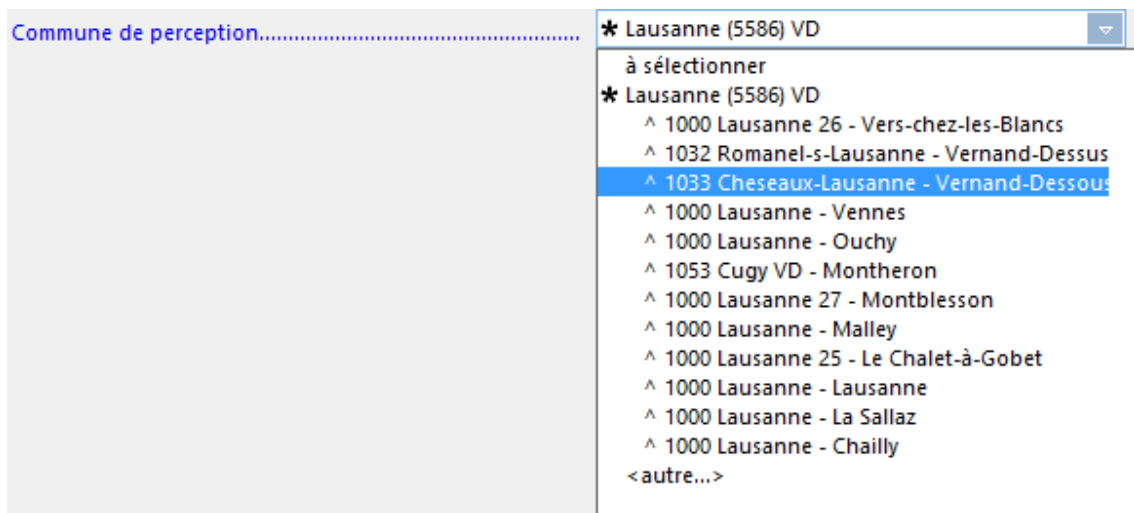 Commune de perception....................................................... * Lausanne (5586) VD
à sélectionner
* Lausanne (5586) VD
^ 1000 Lausanne 26 - Vers-chez-les-Blancs
^ 1032 Romanel-s-Lausanne - Vernand-Dessus
^ 1033 Cheseaux-Lausanne - Vernand-Dessous
^ 1000 Lausanne - Vennes
^ 1000 Lausanne - Ouchy
^ 1053 Cugy VD - Montheron
^ 1000 Lausanne 27 - Montblesson
^ 1000 Lausanne - Malley
^ 1000 Lausanne 25 - Le Chalet-à-Gobet
^ 1000 Lausanne - Lausanne
^ 1000 Lausanne - La Sallaz
^ 1000 Lausanne - Chailly
<autre...>